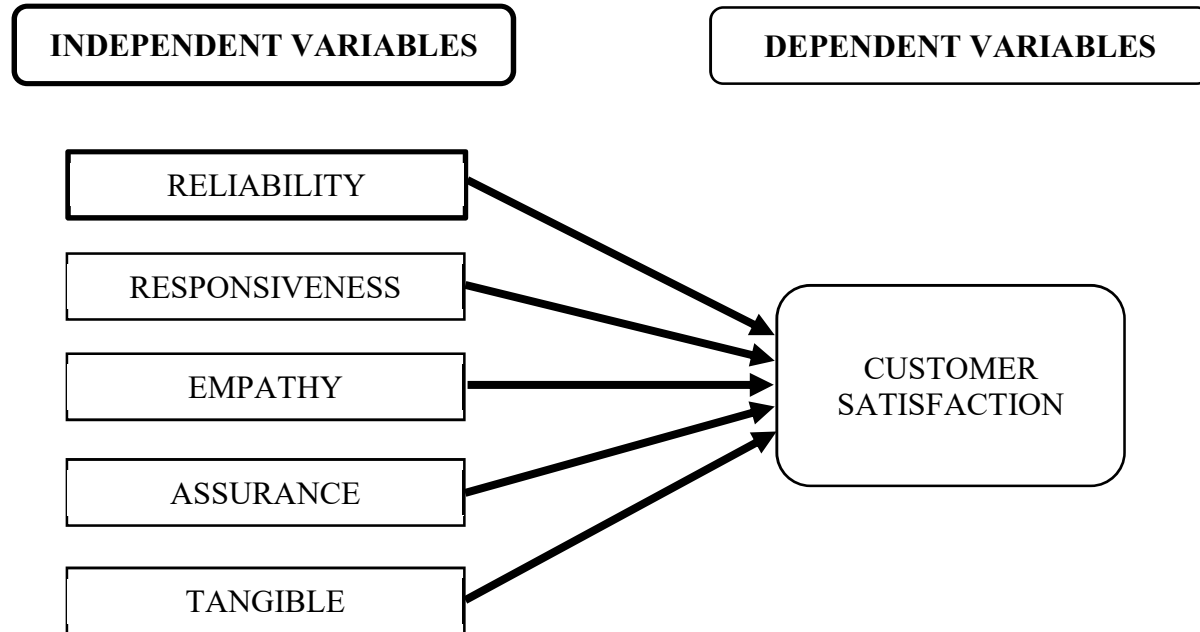 INDEPENDENT VARIABLES
DEPENDENT VARIABLES
RELIABILITY
RESPONSIVENESS
EMPATHY
ASSURANCE
TANGIBLE
CUSTOMER
SATISFACTION